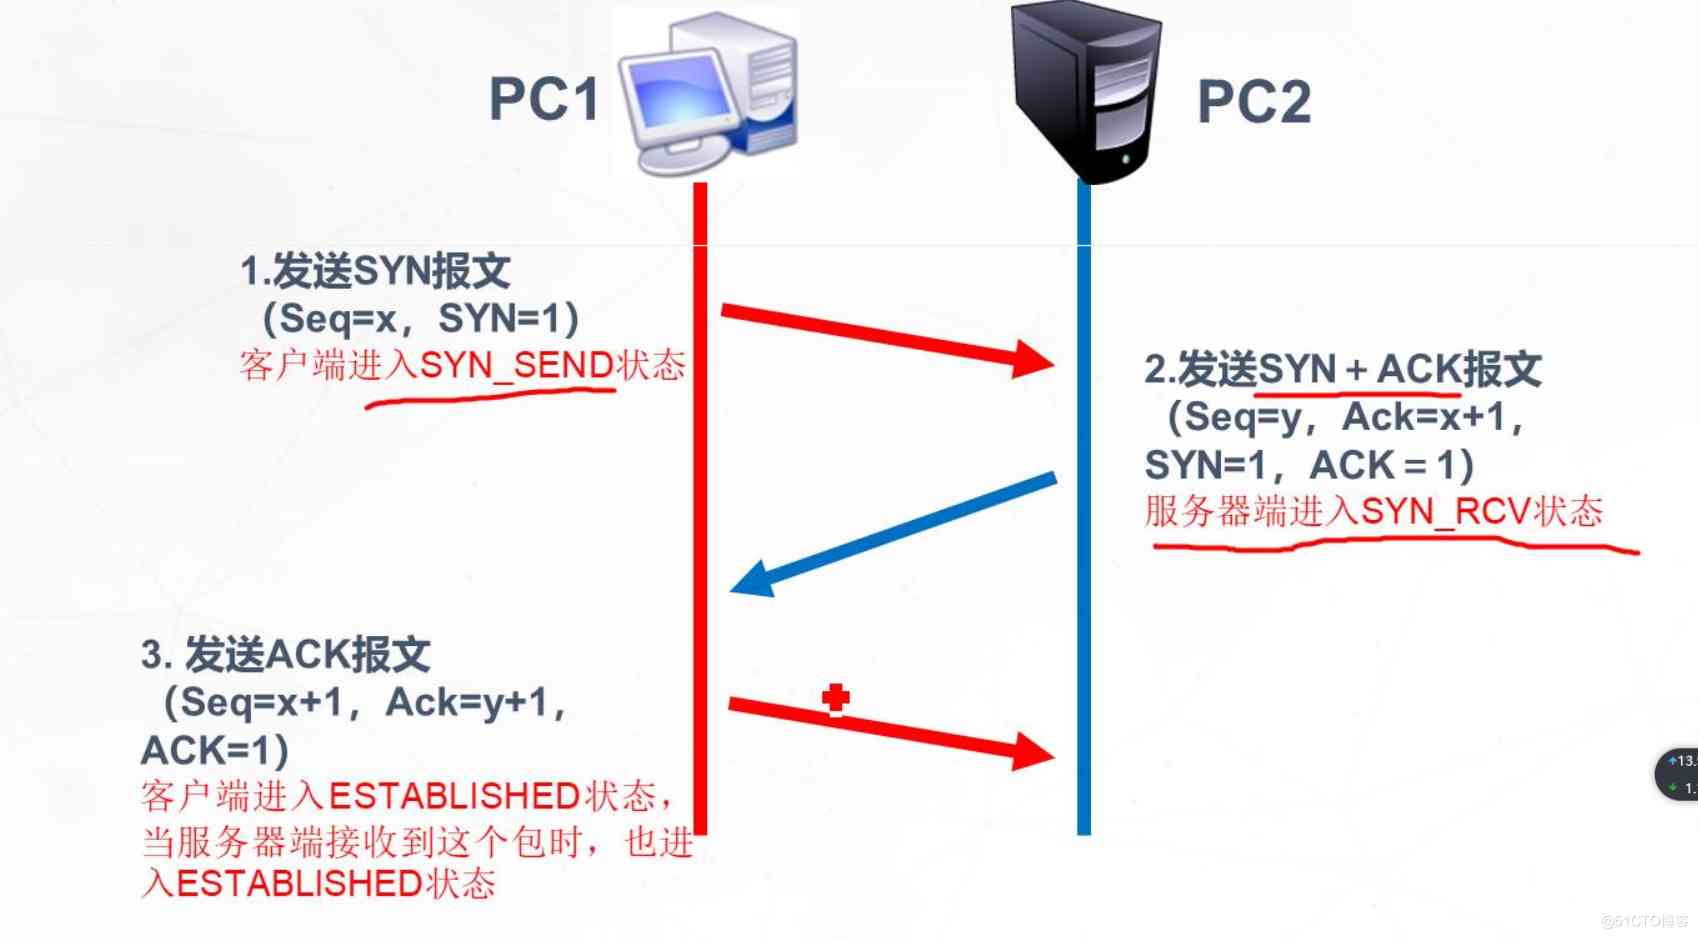 PC1
PC2
1.发送SYN报文
（Seq=x，SYN=1）
客户端进入SYN_SEND状态
2.发送SYN＋ACK报文
（Seq=y，Ack=x+1，
SYN=1，ACK＝1）
服务器端进入SYN_RCV状态
3. 发送ACK报文
（Seq=x+1，Ack=y+1，
ACK=1）
客户端进入ESTABLISHED状态，
当服务器端接收到这个包时，也进
入ESTABLISHED状态
@51CTO博客